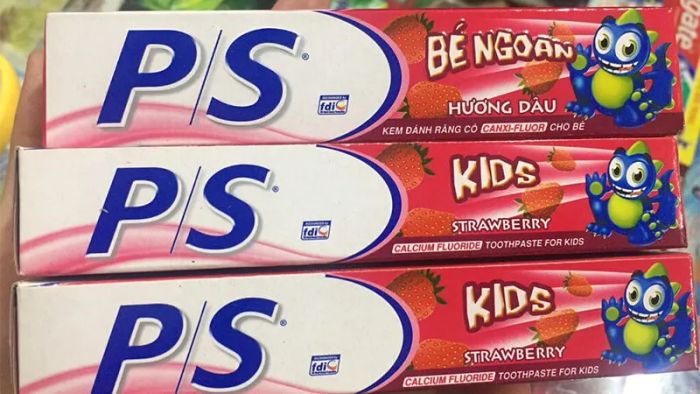 P/S®
fdi
BÉ NGOAN
HƯƠNG DÂU
KEM ĐÁNH RĂNG CÓ CANXI-FLUOR CHO BÉ
P/S®
fdi
KIDS
STRAWBERRY
CALCIUM FLUORIDE TOOTHPASTE FOR KIDS
P/S®
fdi
KIDS
STRAWBERRY
CALCIUM FLUORIDE TOOTHPASTE FOR KIDS